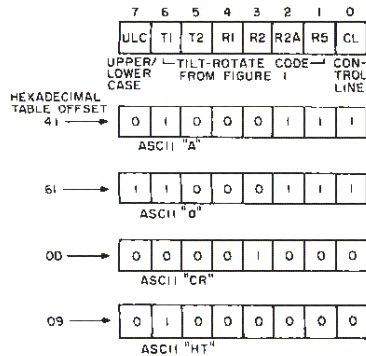 7 6 5 4 3 2 1 0
ULC T1 T2 R1 R2 R2A R5 CL
UPPER/LOWER CASE
TILT-ROTATE CODE FROM FIGURE 1
CONTROL LINE
HEXADECIMAL TABLE OFFSET
41 0 1 0 0 0 1 1 1
ASCII "A"
61 1 1 0 0 0 1 1 1
ASCII "a"
0D 0 0 0 0 1 0 0 0
ASCII "CR"
09 0 1 0 0 0 0 0 0
ASCII "HT"